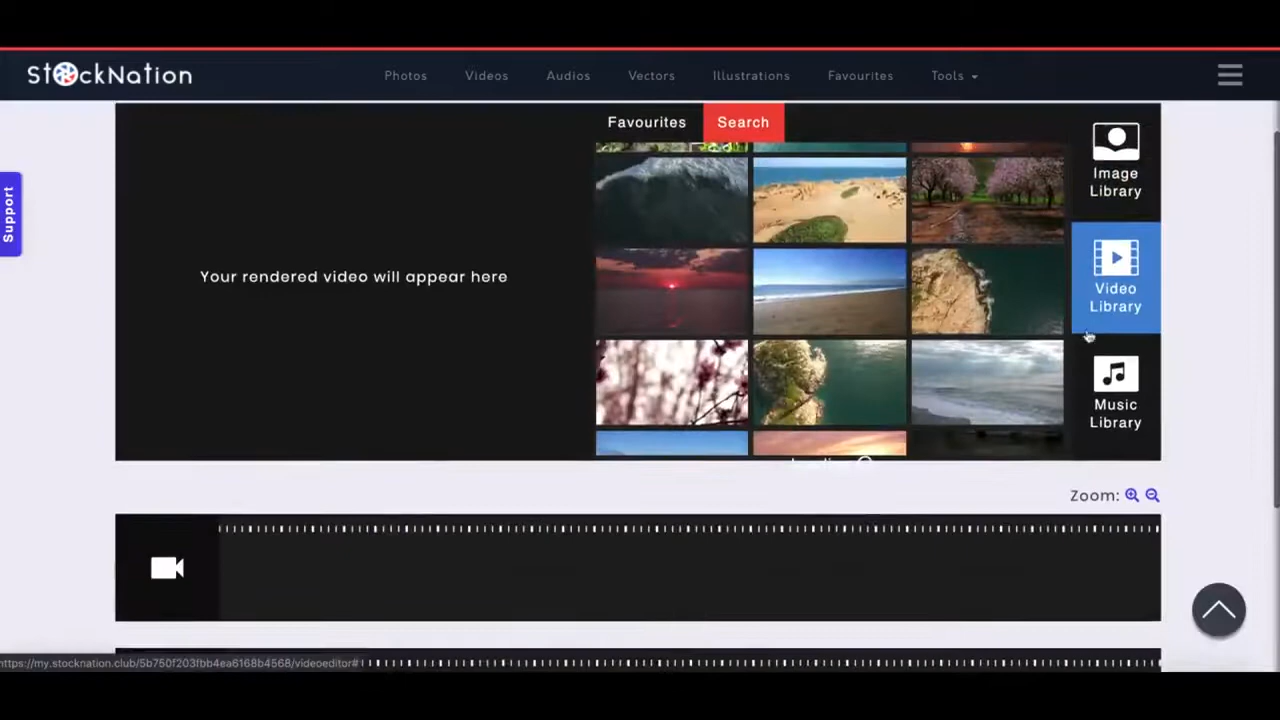 StockNation
Photos
Videos
Audios
Vectors
Illustrations
Favourites
Tools
Favourites
Search
Image
Library
Support
Your rendered video will appear here
Video
Library
Music
Library
Zoom:
https://my.stocknation.club/5b750f203fbb4ea6168b4568/videoeditor#